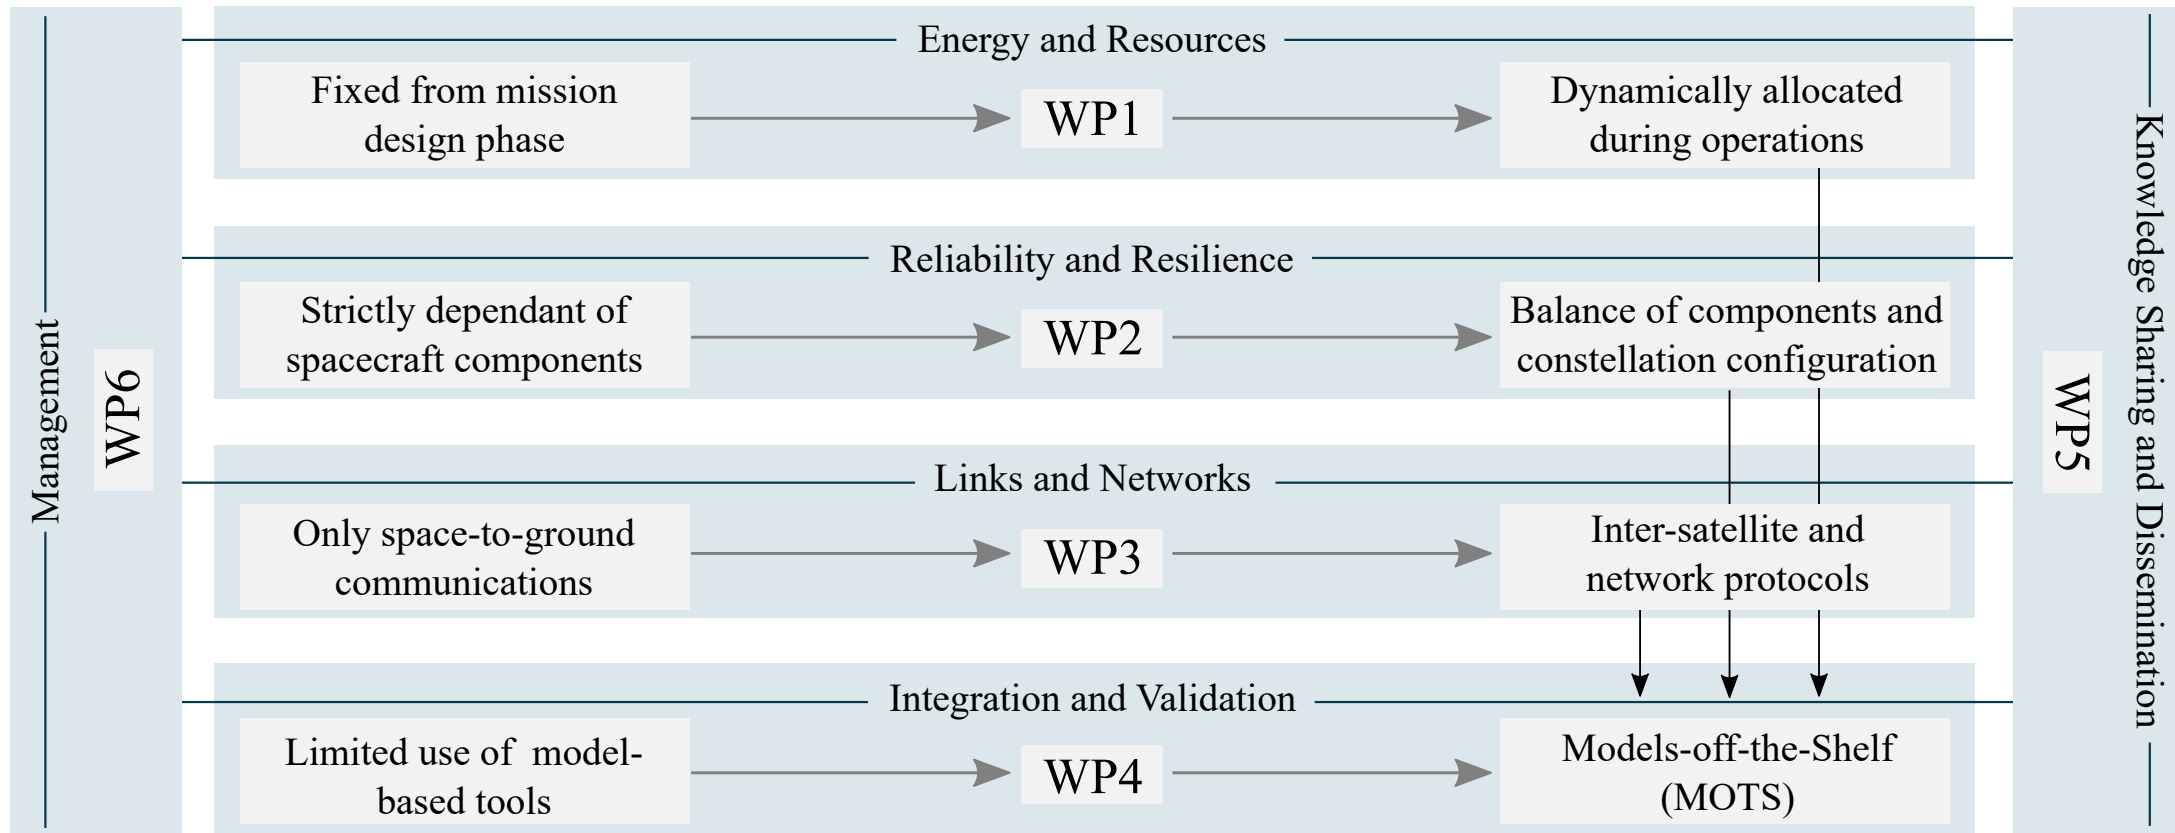 Management
WP6
Energy and Resources
Fixed from mission
design phase
WP1
Dynamically allocated
during operations
Reliability and Resilience
Strictly dependant of
spacecraft components
WP2
Balance of components and
constellation configuration
Links and Networks
Only space-to-ground
communications
WP3
Inter-satellite and
network protocols
Integration and Validation
Limited use of  model-
based tools
WP4
Models-off-the-Shelf
(MOTS)
WP5
Knowledge Sharing and Dissemination